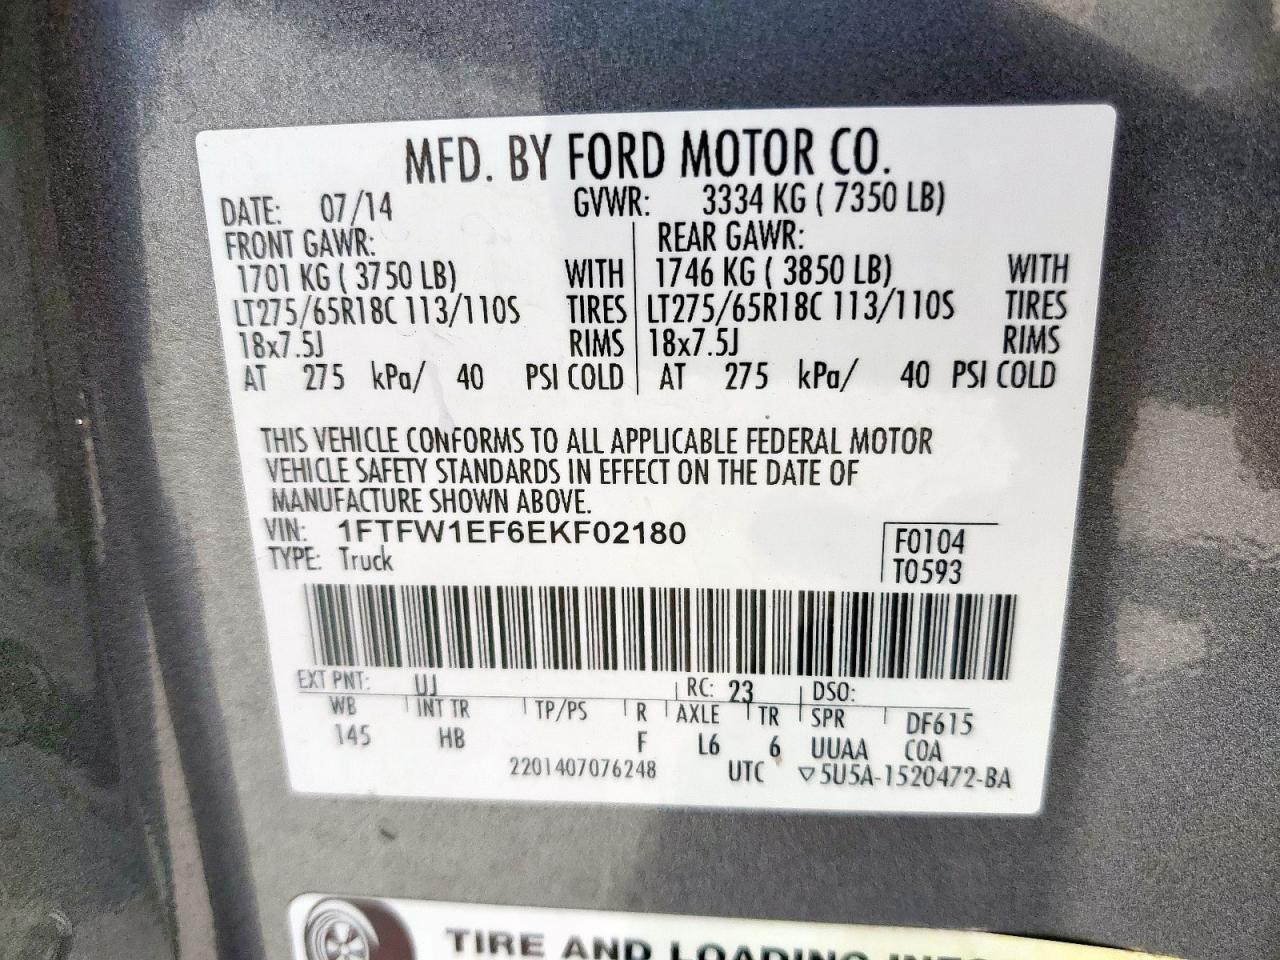 MFD. BY FORD MOTOR CO.
DATE: 07/14 GVWR: 3334 KG ( 7350 LB)
FRONT GAWR: REAR GAWR:
1701 KG ( 3750 LB) WITH 1746 KG ( 3850 LB) WITH
LT275/65R18C 113/110S TIRES LT275/65R18C 113/110S TIRES
18x7.5J RIMS 18x7.5J RIMS
AT 275 kPa/ 40 PSI COLD AT 275 kPa/ 40 PSI COLD
THIS VEHICLE CONFORMS TO ALL APPLICABLE FEDERAL MOTOR
VEHICLE SAFETY STANDARDS IN EFFECT ON THE DATE OF
MANUFACTURE SHOWN ABOVE.
VIN: 1FTFW1EF6EKF02180 F0104
TYPE: Truck T0593
EXT PNT: UJ RC: 23 DSO:
WB INT TR TP/PS R AXLE TR SPR DF615
145 HB F L6 6 UUAA COA
2201407076248 UTC ▽5U5A-1520472-BA
TIRE AND LOADING